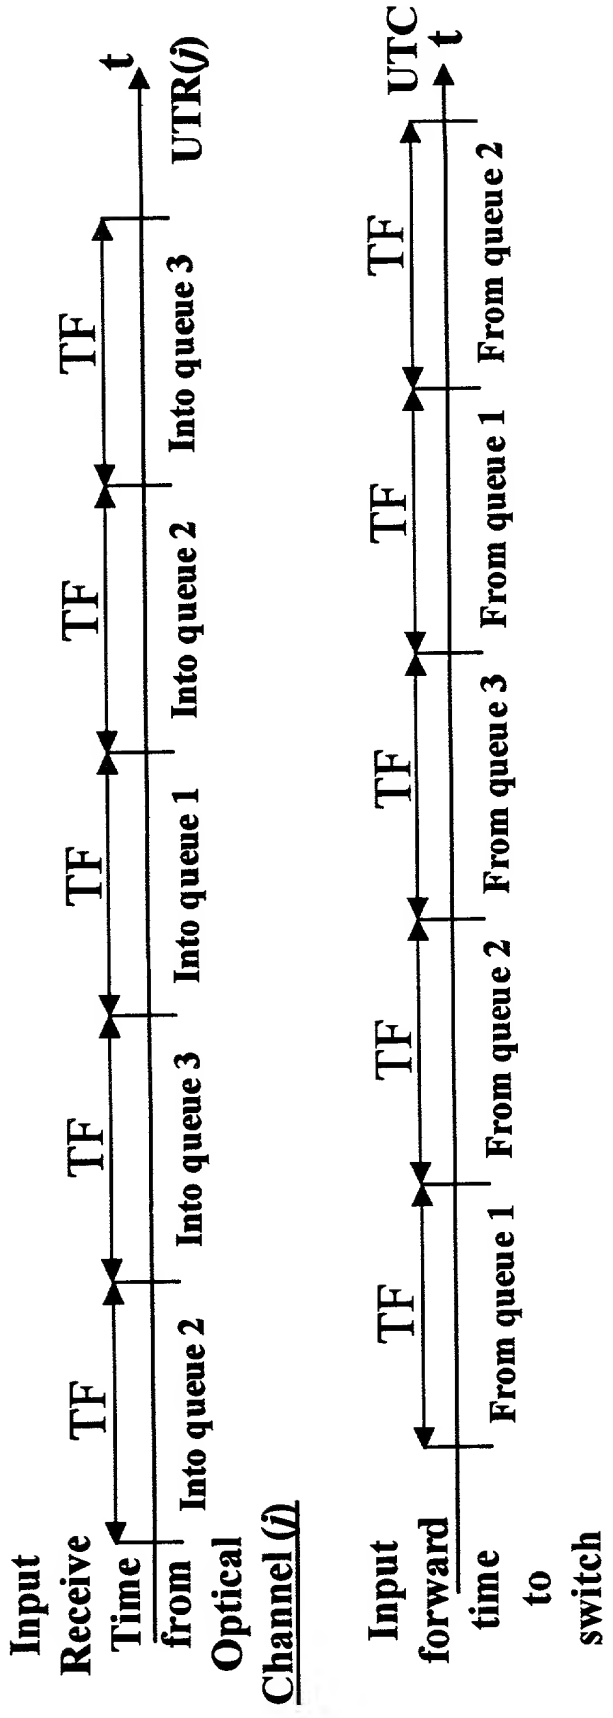 Input
Receive
Time
from
Optical
Channel (j)
TF
TF
TF
TF
TF
t
Into queue 2
Into queue 3
Into queue 1
Into queue 2
Into queue 3
UTR(j)
Input
forward
time
to
switch
TF
TF
TF
TF
TF
UTC
t
From queue 1
From queue 2
From queue 3
From queue 1
From queue 2